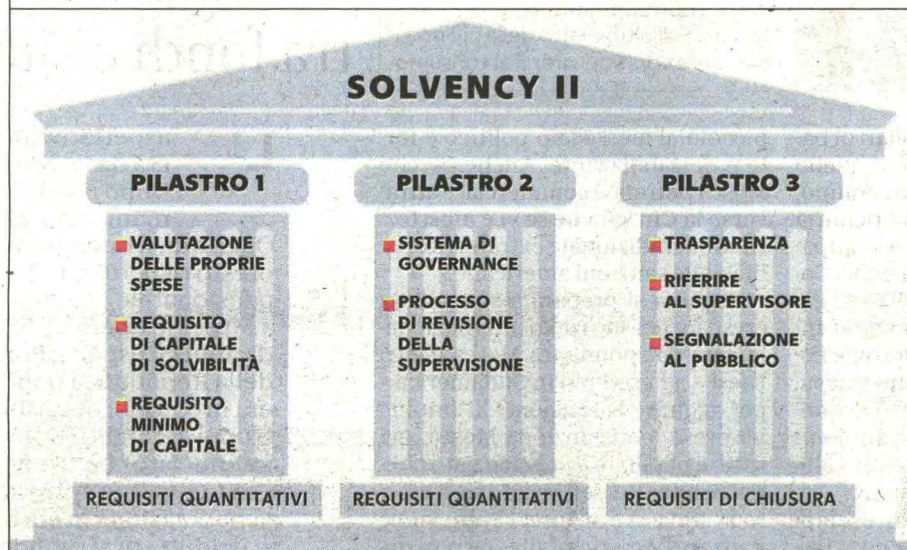 SOLVENCY II
PILASTRO 1
VALUTAZIONE
DELLE PROPRIE
SPESE
REQUISITO
DI CAPITALE
DI SOLVIBILITÀ
REQUISITO
MINIMO
DI CAPITALE
REQUISITI QUANTITATIVI
PILASTRO 2
SISTEMA DI
GOVERNANCE
PROCESSO
DI REVISIONE
DELLA
SUPERVISIONE
REQUISITI QUANTITATIVI
PILASTRO 3
TRASPARENZA
RIFERIRE
AL SUPERVISORE
SEGNALAZIONE
AL PUBBLICO
REQUISITI DI CHIUSURA